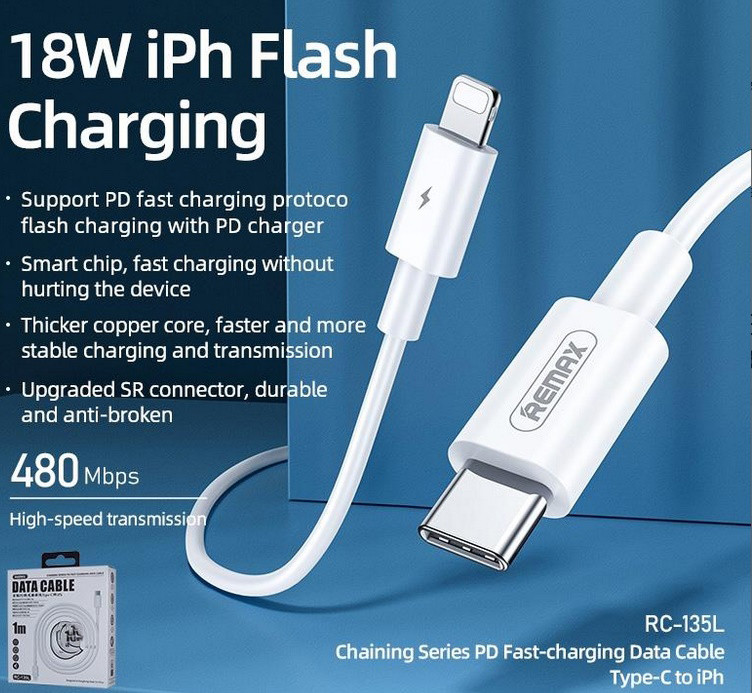 18W iPh Flash
Charging
· Support PD fast charging protoco
flash charging with PD charger
· Smart chip, fast charging without
hurting the device
· Thicker copper core, faster and more
stable charging and transmission
· Upgraded SR connector, durable
and anti-broken
480 Mbps
High-speed transmission
REMAX
DATA CABLE
1m
RC-135L
RC-135L
Chaining Series PD Fast-charging Data Cable
Type-C to iPh